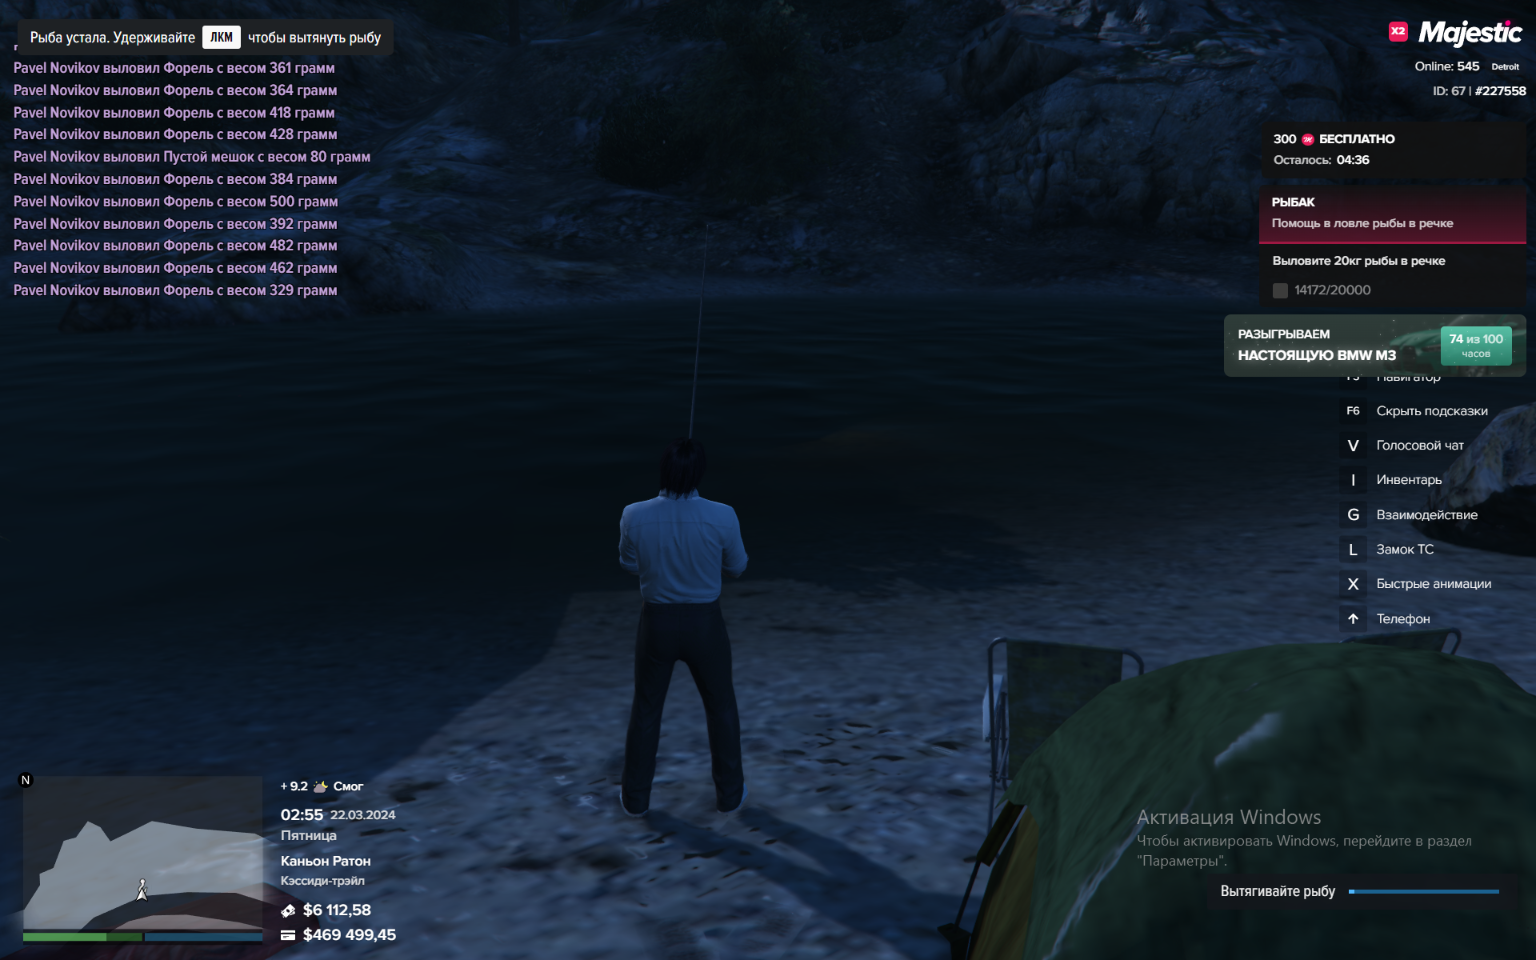 Рыба устала. Удерживайте ЛКМ чтобы вытянуть рыбу
Pavel Novikov выловил Форель с весом 361 грамм
Pavel Novikov выловил Форель с весом 364 грамм
Pavel Novikov выловил Форель с весом 418 грамм
Pavel Novikov выловил Форель с весом 428 грамм
Pavel Novikov выловил Пустой мешок с весом 80 грамм
Pavel Novikov выловил Форель с весом 384 грамм
Pavel Novikov выловил Форель с весом 500 грамм
Pavel Novikov выловил Форель с весом 392 грамм
Pavel Novikov выловил Форель с весом 482 грамм
Pavel Novikov выловил Форель с весом 462 грамм
Pavel Novikov выловил Форель с весом 329 грамм
X2 Majestic
Online: 545 Detroit
ID: 67 | #227558
300 БЕСПЛАТНО
Осталось: 04:36
РЫБАК
Помощь в ловле рыбы в речке
Выловите 20кг рыбы в речке
14172/20000
РАЗЫГРЫВАЕМ
НАСТОЯЩУЮ BMW M3
74 из 100
часов
Навигатор
F6 Скрыть подсказки
V Голосовой чат
I Инвентарь
G Взаимодействие
L Замок ТС
X Быстрые анимации
Телефон
N
+ 9.2 Смог
02:55 22.03.2024
Пятница
Каньон Ратон
Кэссиди-трэйл
$6 112,58
$469 499,45
Активация Windows
Чтобы активировать Windows, перейдите в раздел
"Параметры".
Вытягивайте рыбу